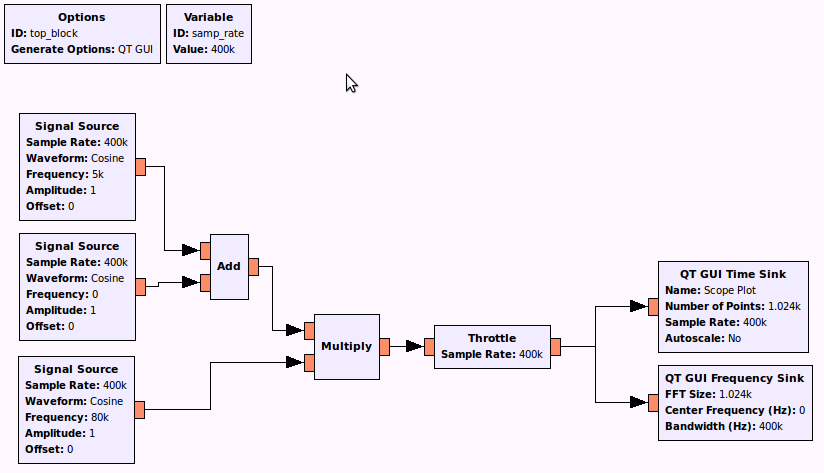 Options
ID: top_block
Generate Options: QT GUI
Variable
ID: samp_rate
Value: 400k
Signal Source
Sample Rate: 400k
Waveform: Cosine
Frequency: 5k
Amplitude: 1
Offset: 0
Signal Source
Sample Rate: 400k
Waveform: Cosine
Frequency: 0
Amplitude: 1
Offset: 0
Signal Source
Sample Rate: 400k
Waveform: Cosine
Frequency: 80k
Amplitude: 1
Offset: 0
Add
Multiply
Throttle
Sample Rate: 400k
QT GUI Time Sink
Name: Scope Plot
Number of Points: 1.024k
Sample Rate: 400k
Autoscale: No
QT GUI Frequency Sink
FFT Size: 1.024k
Center Frequency (Hz): 0
Bandwidth (Hz): 400k